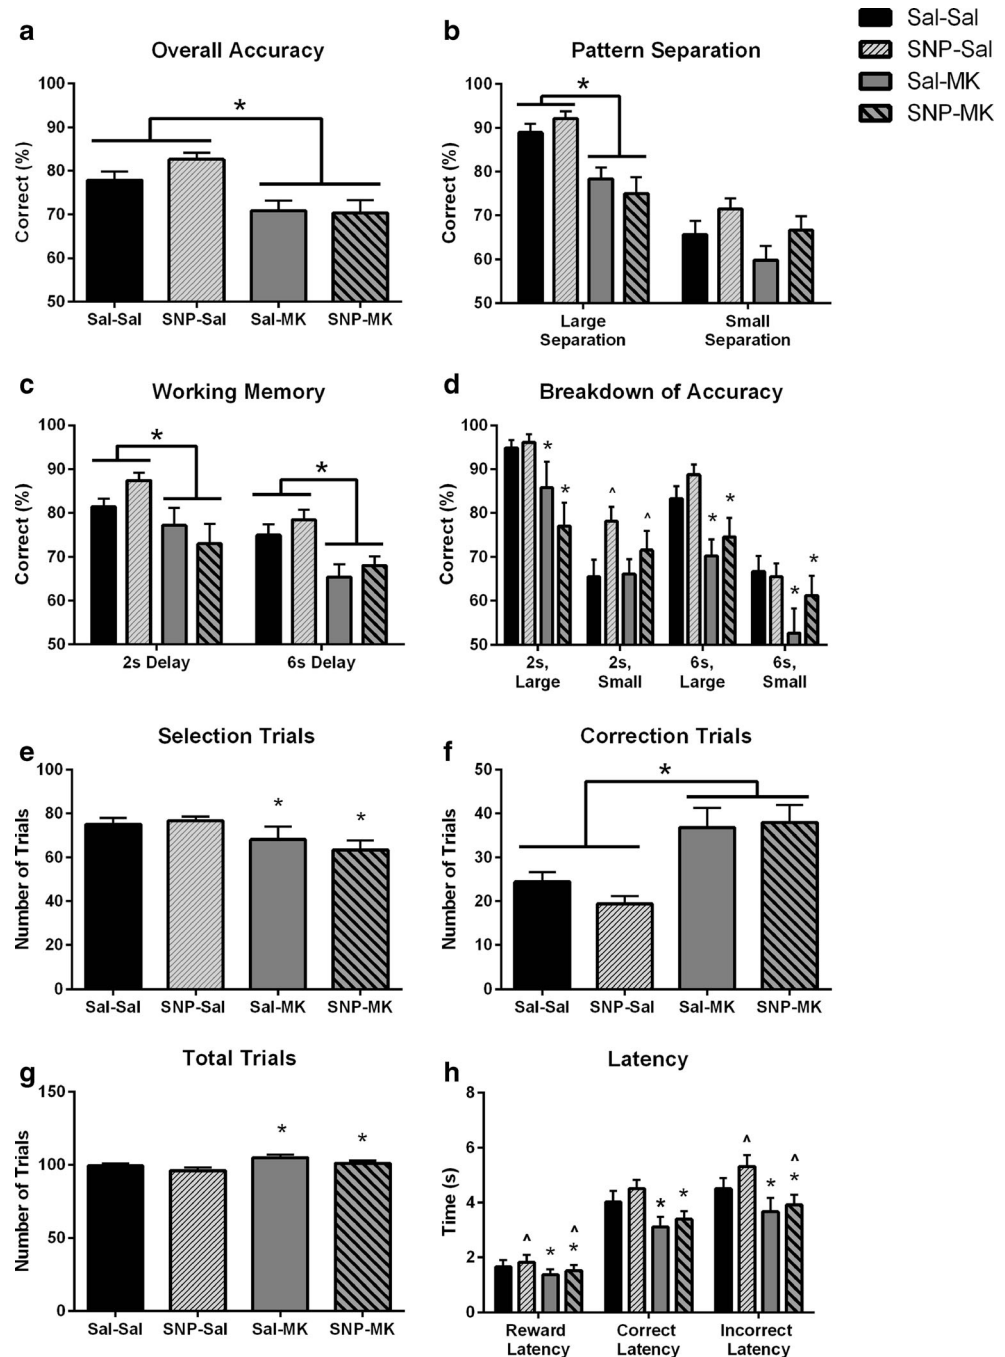 Sal-Sal
SNP-Sal
Sal-MK
SNP-MK
a
Overall Accuracy
Correct (%)
100
90
80
70
60
50
*
Sal-Sal SNP-Sal Sal-MK SNP-MK
b
Pattern Separation
Correct (%)
100
90
80
70
60
50
*
Large Small
Separation Separation
c
Working Memory
Correct (%)
100
90
80
70
60
50
* *
2s Delay 6s Delay
d
Breakdown of Accuracy
Correct (%)
100
90
80
70
60
50
* * ^ ^ * * * *
2s, 2s, 6s, 6s,
Large Small Large Small
e
Selection Trials
Number of Trials
100
80
60
40
20
0
* *
Sal-Sal SNP-Sal Sal-MK SNP-MK
f
Correction Trials
Number of Trials
50
40
30
20
10
0
*
Sal-Sal SNP-Sal Sal-MK SNP-MK
g
Total Trials
Number of Trials
150
100
50
0
* *
Sal-Sal SNP-Sal Sal-MK SNP-MK
h
Latency
Time (s)
8
6
4
2
0
^ * ^ * * * ^ * ^ *
Reward Correct Incorrect
Latency Latency Latency